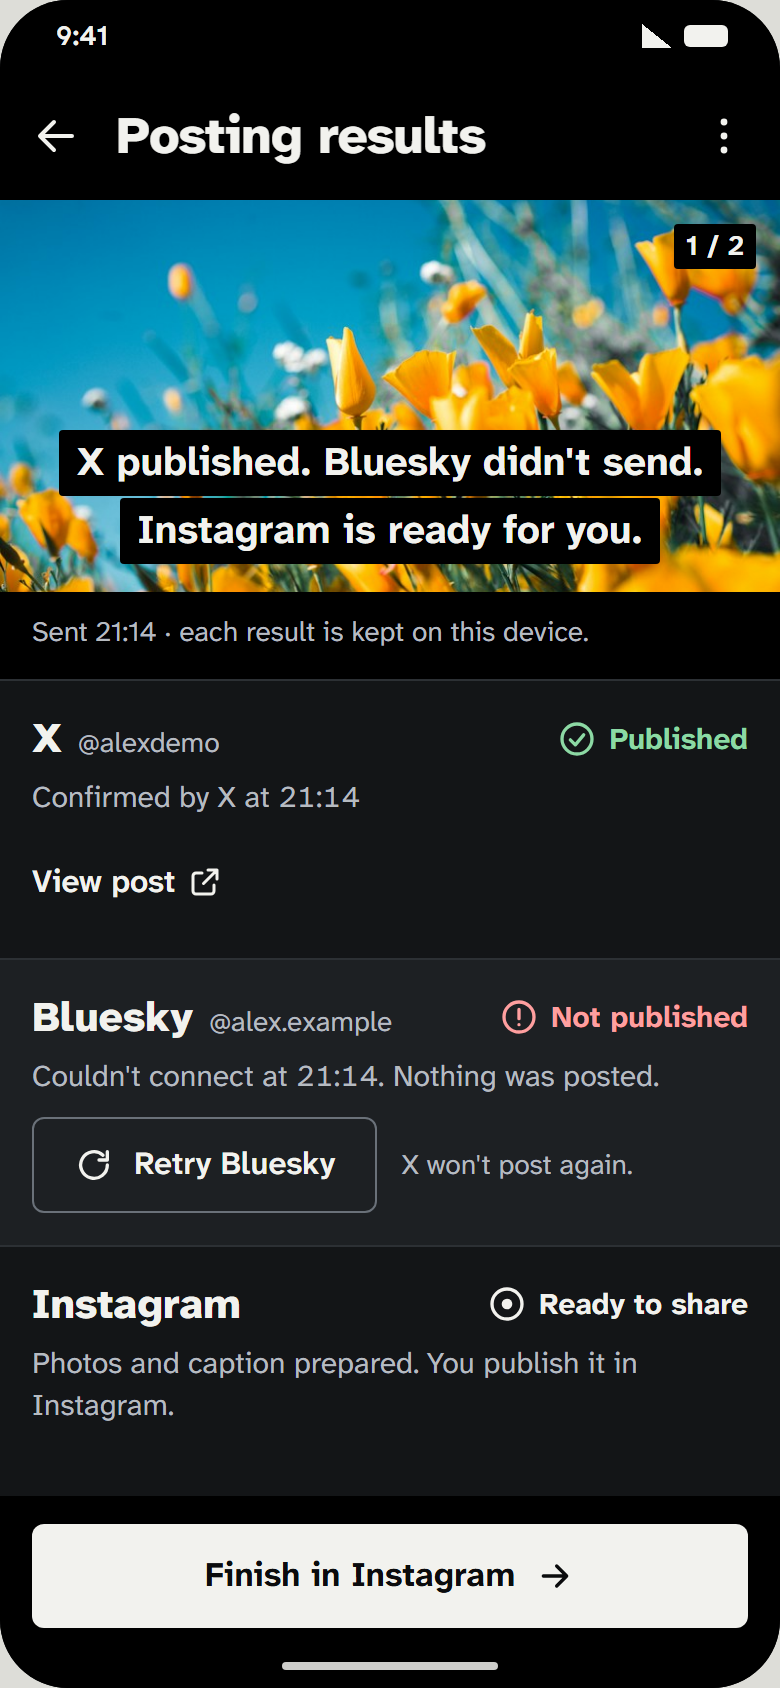 9:41
Posting results
1 / 2
X published. Bluesky didn't send.
Instagram is ready for you.
Sent 21:14 · each result is kept on this device.
X @alexdemo Published
Confirmed by X at 21:14
View post
Bluesky @alex.example Not published
Couldn't connect at 21:14. Nothing was posted.
Retry Bluesky X won't post again.
Instagram Ready to share
Photos and caption prepared. You publish it in
Instagram.
Finish in Instagram